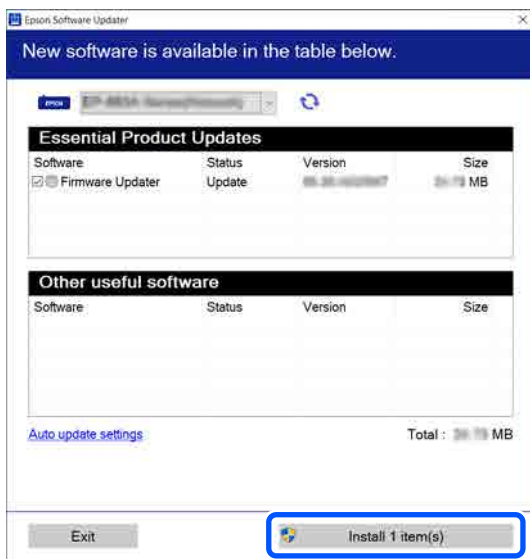 Epson Software Updater
New software is available in the table below.
EPSON
Essential Product Updates
Software Status Version Size
Firmware Updater Update MB
Other useful software
Software Status Version Size
Auto update settings Total : MB
Exit Install 1 item(s)